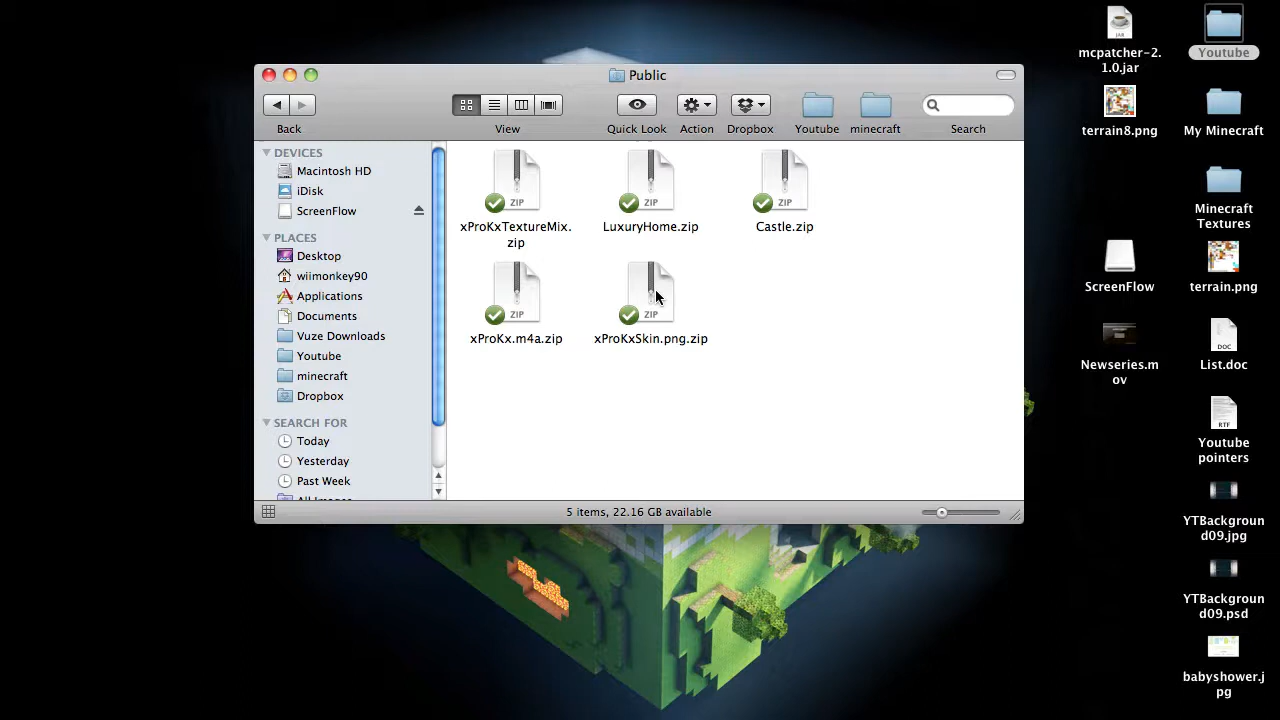 Public
Back
View
Quick Look
Action
Dropbox
Youtube
minecraft
Search
DEVICES
Macintosh HD
iDisk
ScreenFlow
PLACES
Desktop
wiimonkey90
Applications
Documents
Vuze Downloads
Youtube
minecraft
Dropbox
SEARCH FOR
Today
Yesterday
Past Week
All Images
ZIP
xProKxTextureMix.
zip
ZIP
LuxuryHome.zip
ZIP
Castle.zip
ZIP
xProKx.m4a.zip
ZIP
xProKxSkin.png.zip
5 items, 22.16 GB available
JAR
mcpatcher-2.
1.0.jar
Youtube
terrain8.png
My Minecraft
Minecraft
Textures
ScreenFlow
terrain.png
Newseries.m
ov
DOC
List.doc
RTF
Youtube
pointers
YTBackgroun
d09.jpg
YTBackgroun
d09.psd
babyshower.j
pg